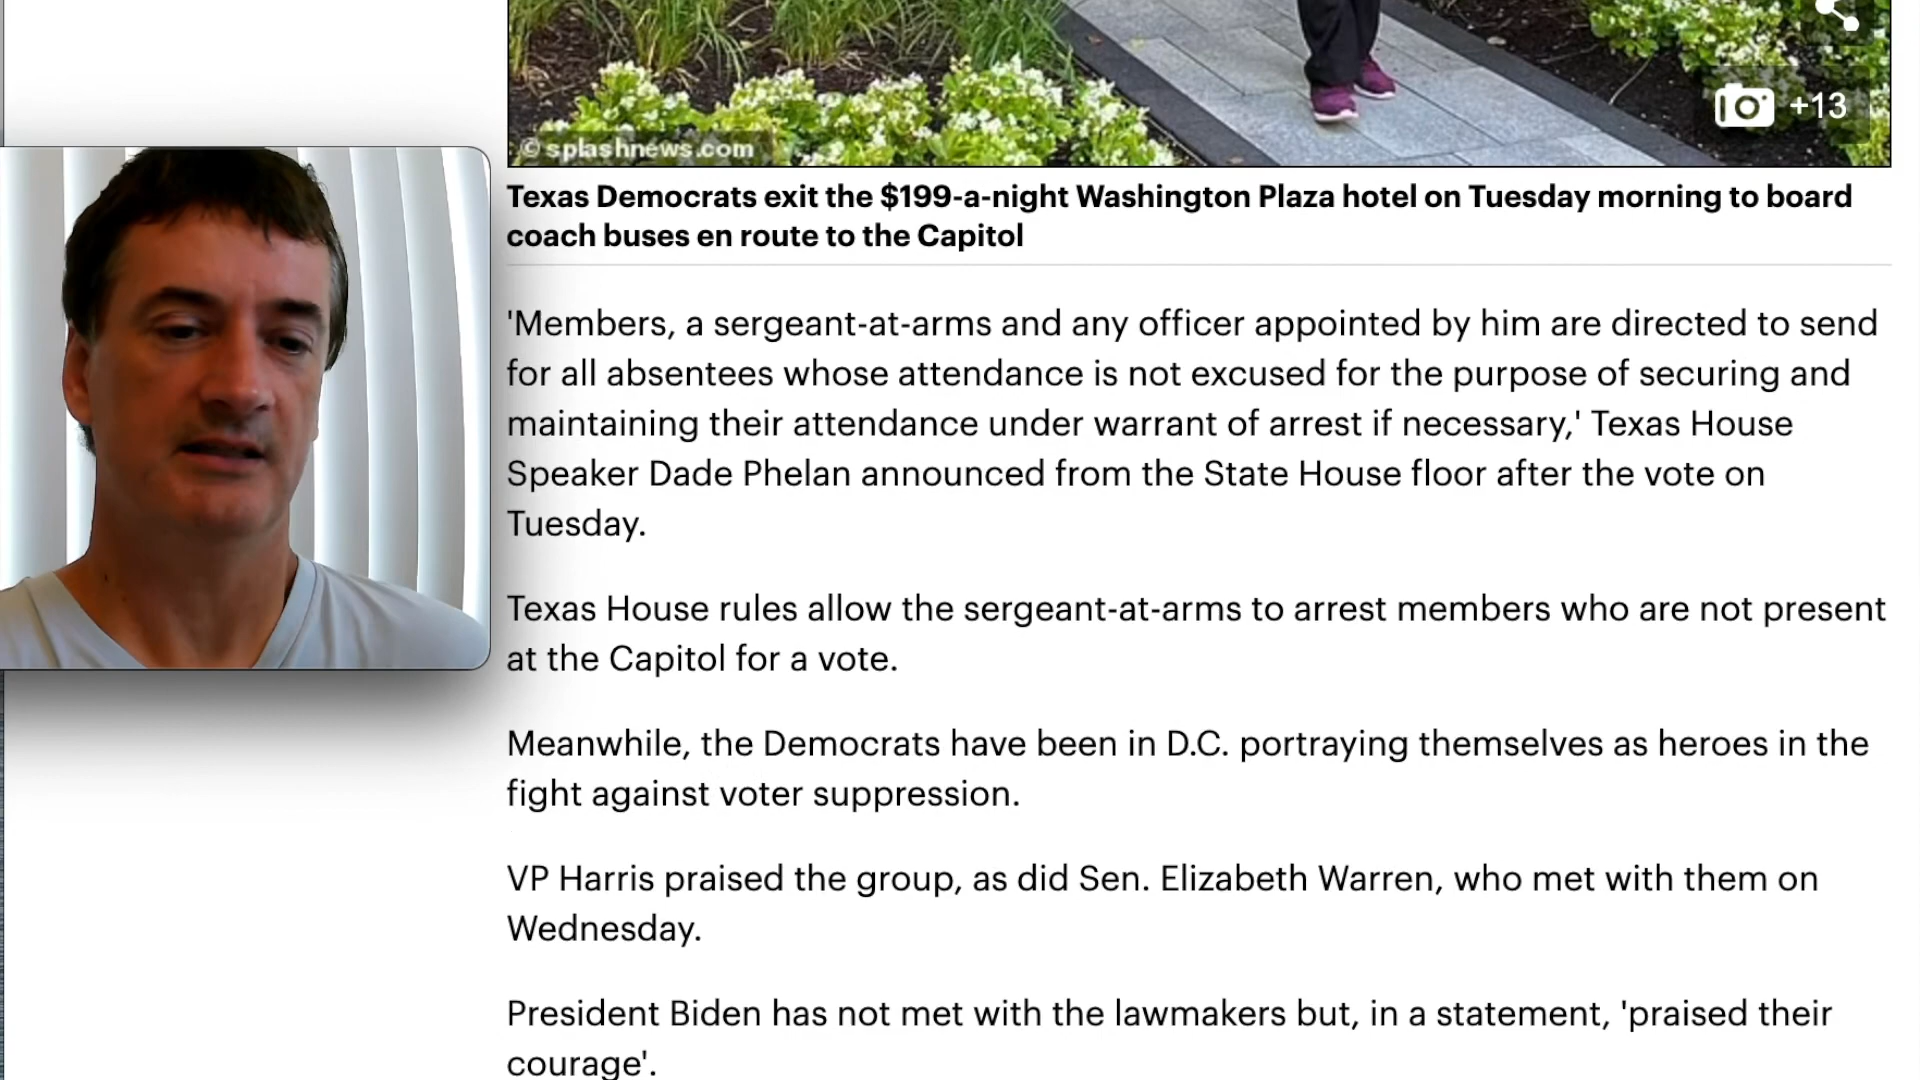 +13
© splashnews.com
Texas Democrats exit the $199-a-night Washington Plaza hotel on Tuesday morning to board
coach buses en route to the Capitol
'Members, a sergeant-at-arms and any officer appointed by him are directed to send
for all absentees whose attendance is not excused for the purpose of securing and
maintaining their attendance under warrant of arrest if necessary,' Texas House
Speaker Dade Phelan announced from the State House floor after the vote on
Tuesday.
Texas House rules allow the sergeant-at-arms to arrest members who are not present
at the Capitol for a vote.
Meanwhile, the Democrats have been in D.C. portraying themselves as heroes in the
fight against voter suppression.
VP Harris praised the group, as did Sen. Elizabeth Warren, who met with them on
Wednesday.
President Biden has not met with the lawmakers but, in a statement, 'praised their
courage'.